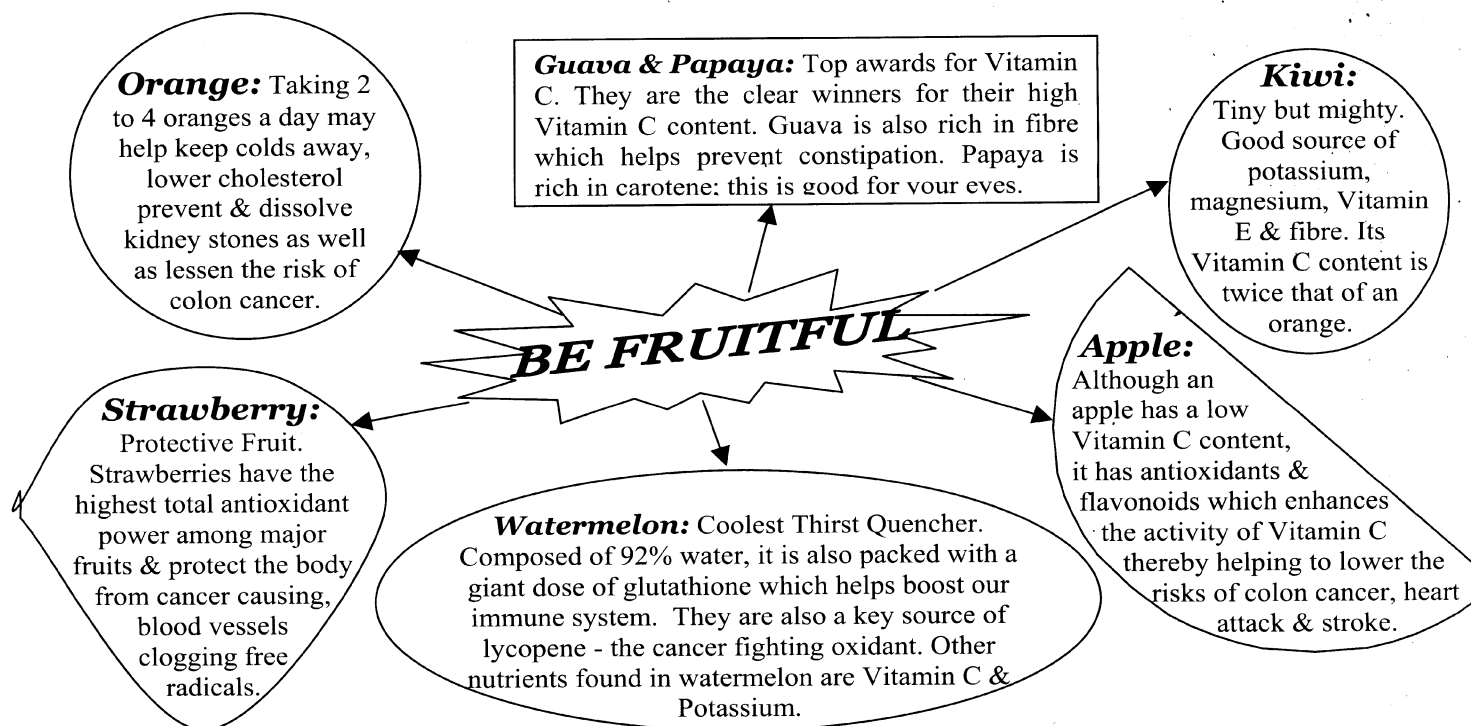 Orange: Taking 2
to 4 oranges a day may
help keep colds away,
lower cholesterol
prevent & dissolve
kidney stones as well
as lessen the risk of
colon cancer.
Guava & Papaya: Top awards for Vitamin
C. They are the clear winners for their high
Vitamin C content. Guava is also rich in fibre
which helps prevent constipation. Papaya is
rich in carotene; this is good for your eyes.
Kiwi:
Tiny but mighty.
Good source of
potassium,
magnesium, Vitamin
E & fibre. Its
Vitamin C content is
twice that of an
orange.
BE FRUITFUL
Strawberry:
Protective Fruit.
Strawberries have the
highest total antioxidant
power among major
fruits & protect the body
from cancer causing,
blood vessels
clogging free
radicals.
Watermelon: Coolest Thirst Quencher.
Composed of 92% water, it is also packed with a
giant dose of glutathione which helps boost our
immune system. They are also a key source of
lycopene - the cancer fighting oxidant. Other
nutrients found in watermelon are Vitamin C &
Potassium.
Apple:
Although an
apple has a low
Vitamin C content,
it has antioxidants &
flavonoids which enhances
the activity of Vitamin C
thereby helping to lower the
risks of colon cancer, heart
attack & stroke.